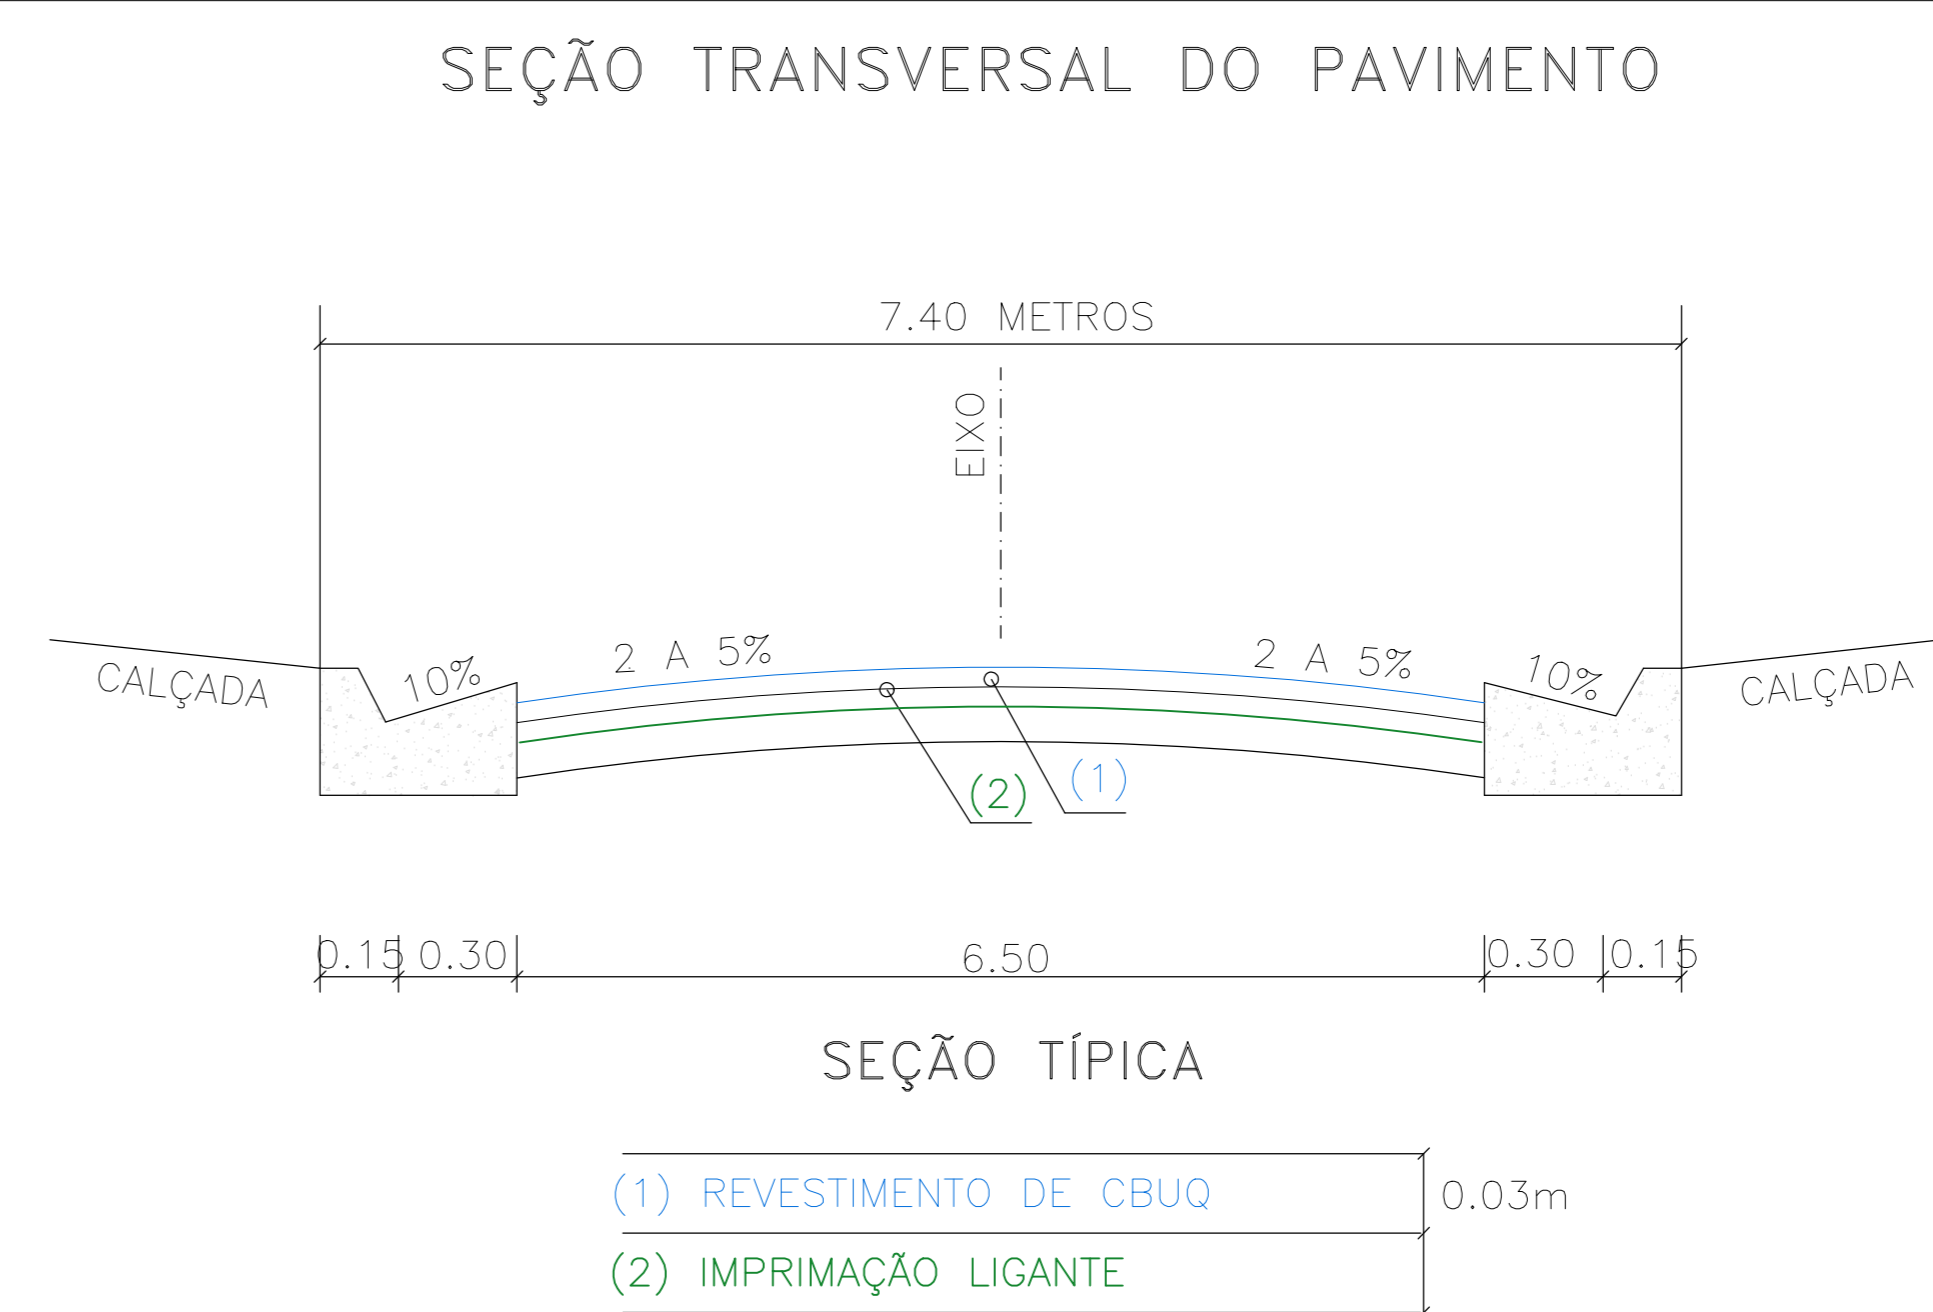 SEÇÃO TRANSVERSAL DO PAVIMENTO
7.40 METROS
EIXO
CALÇADA
10%
2 A 5%
2 A 5%
10%
CALÇADA
(2)
(1)
0.15
0.30
6.50
0.30
0.15
SEÇÃO TÍPICA
(1) REVESTIMENTO DE CBUQ
0.03m
(2) IMPRIMAÇÃO LIGANTE